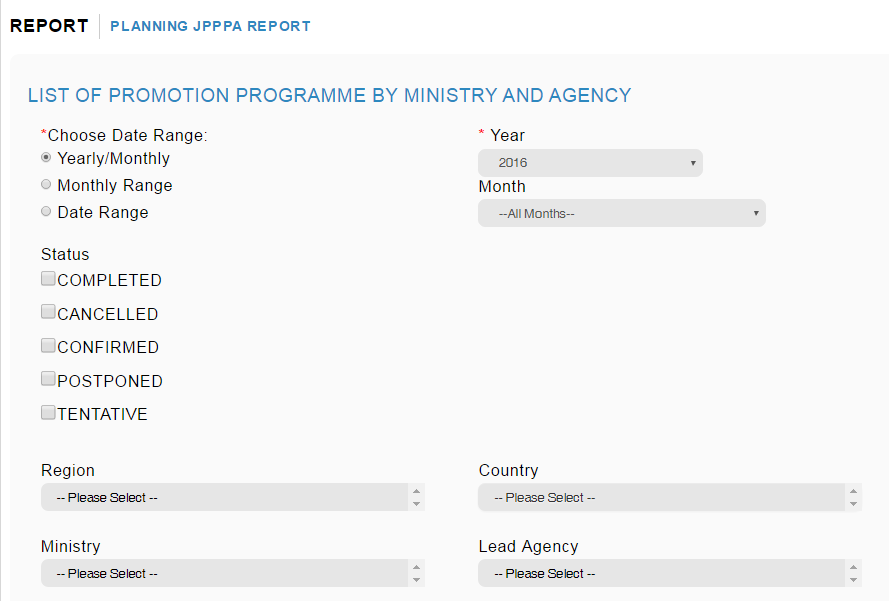 REPORT PLANNING JPPPA REPORT
LIST OF PROMOTION PROGRAMME BY MINISTRY AND AGENCY
*Choose Date Range:
Yearly/Monthly
Monthly Range
Date Range
* Year
2016
Month
--All Months--
Status
COMPLETED
CANCELLED
CONFIRMED
POSTPONED
TENTATIVE
Region
-- Please Select --
Country
-- Please Select --
Ministry
-- Please Select --
Lead Agency
-- Please Select --